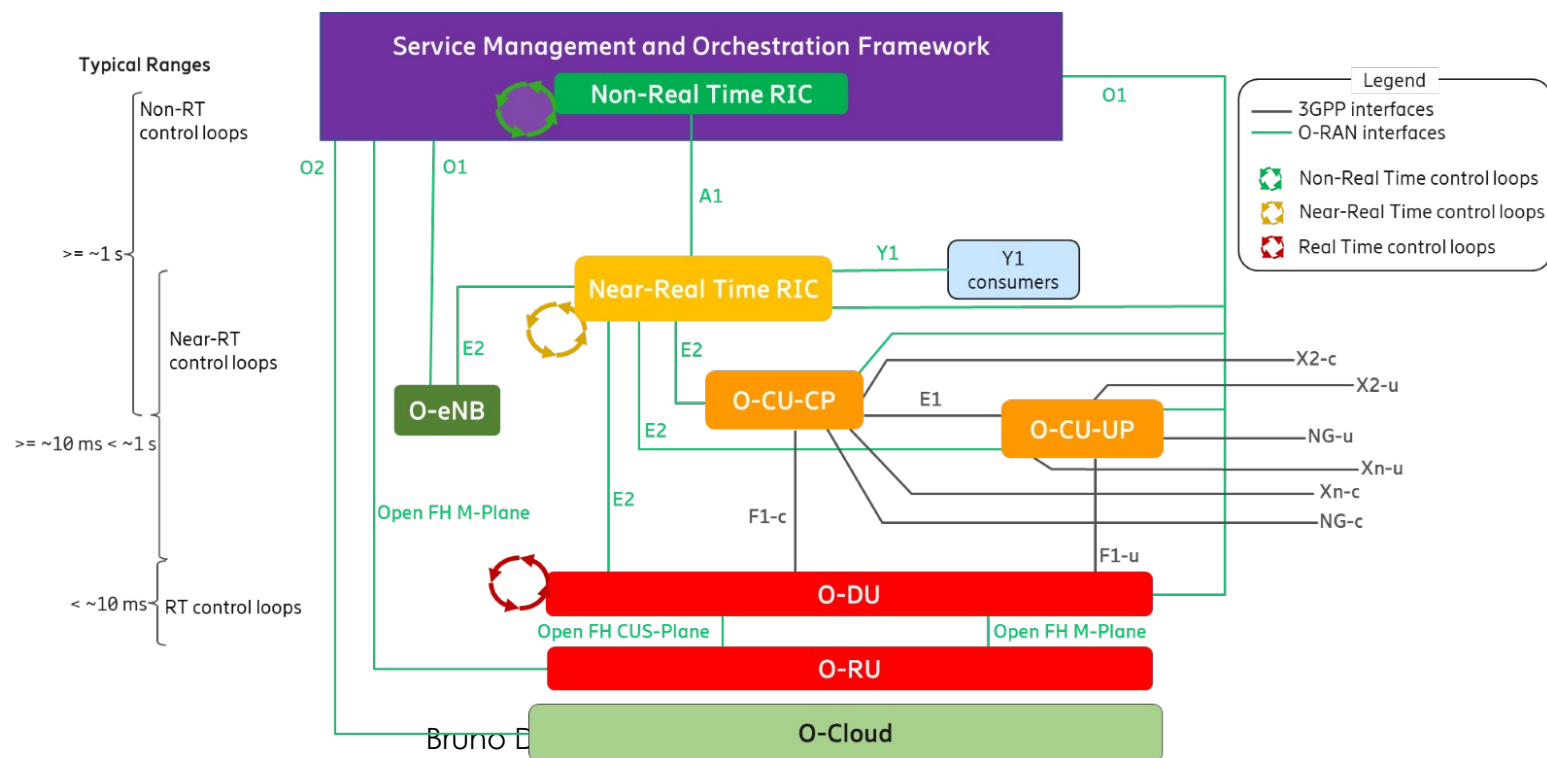 Service Management and Orchestration Framework
Typical Ranges
Non-Real Time RIC
O1
Legend
3GPP interfaces
O-RAN interfaces
Non-Real Time control loops
Near-Real Time control loops
Real Time control loops
Non-RT
control loops
O2
O1
A1
>= ~1 s
Y1
Y1
consumers
Near-Real Time RIC
Near-RT
control loops
E2
E2
X2-c
X2-u
O-eNB
O-CU-CP
E1
O-CU-UP
>= ~10 ms < ~1s
E2
NG-u
Xn-u
Xn-c
NG-c
Open FH M-Plane
E2
F1-c
F1-u
< ~10 ms
RT control loops
O-DU
Open FH CUS-Plane
Open FH M-Plane
O-RU
O-Cloud
Bruno D